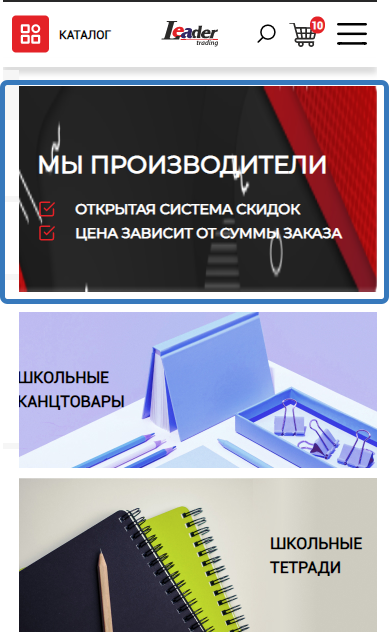 КАТАЛОГ
Leader
trading
10
МЫ ПРОИЗВОДИТЕЛИ
ОТКРЫТАЯ СИСТЕМА СКИДОК
ЦЕНА ЗАВИСИТ ОТ СУММЫ ЗАКАЗА
ШКОЛЬНЫЕ
КАНЦТОВАРЫ
ШКОЛЬНЫЕ
ТЕТРАДИ